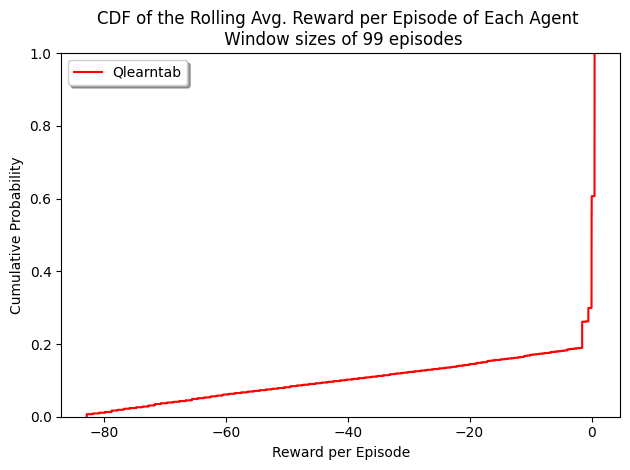 CDF of the Rolling Avg. Reward per Episode of Each Agent
Window sizes of 99 episodes
Qlearntab
Cumulative Probability
1.0
0.8
0.6
0.4
0.2
0.0
−80
−60
−40
−20
0
Reward per Episode